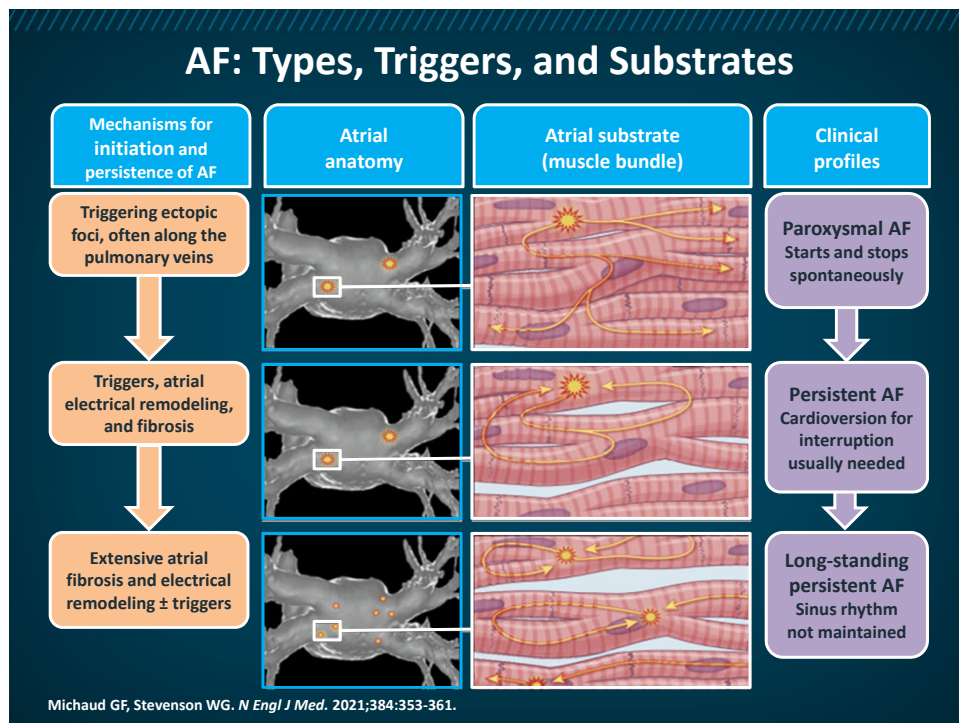 AF: Types, Triggers, and Substrates
Mechanisms for
initiation and
persistence of AF
Atrial
anatomy
Atrial substrate
(muscle bundle)
Clinical
profiles
Triggering ectopic
foci, often along the
pulmonary veins
Paroxysmal AF
Starts and stops
spontaneously
Triggers, atrial
electrical remodeling,
and fibrosis
Persistent AF
Cardioversion for
interruption
usually needed
Extensive atrial
fibrosis and electrical
remodeling ± triggers
Long-standing
persistent AF
Sinus rhythm
not maintained
Michaud GF, Stevenson WG. N Engl J Med. 2021;384:353-361.